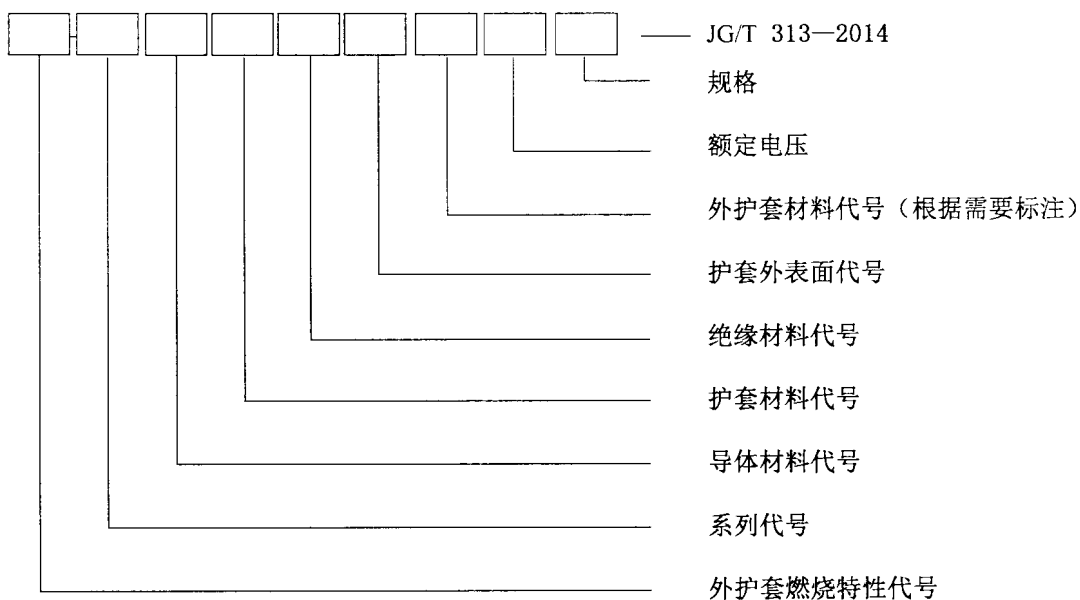 JG/T 313—2014
规格
额定电压
外护套材料代号（根据需要标注）
护套外表面代号
绝缘材料代号
护套材料代号
导体材料代号
系列代号
外护套燃烧特性代号